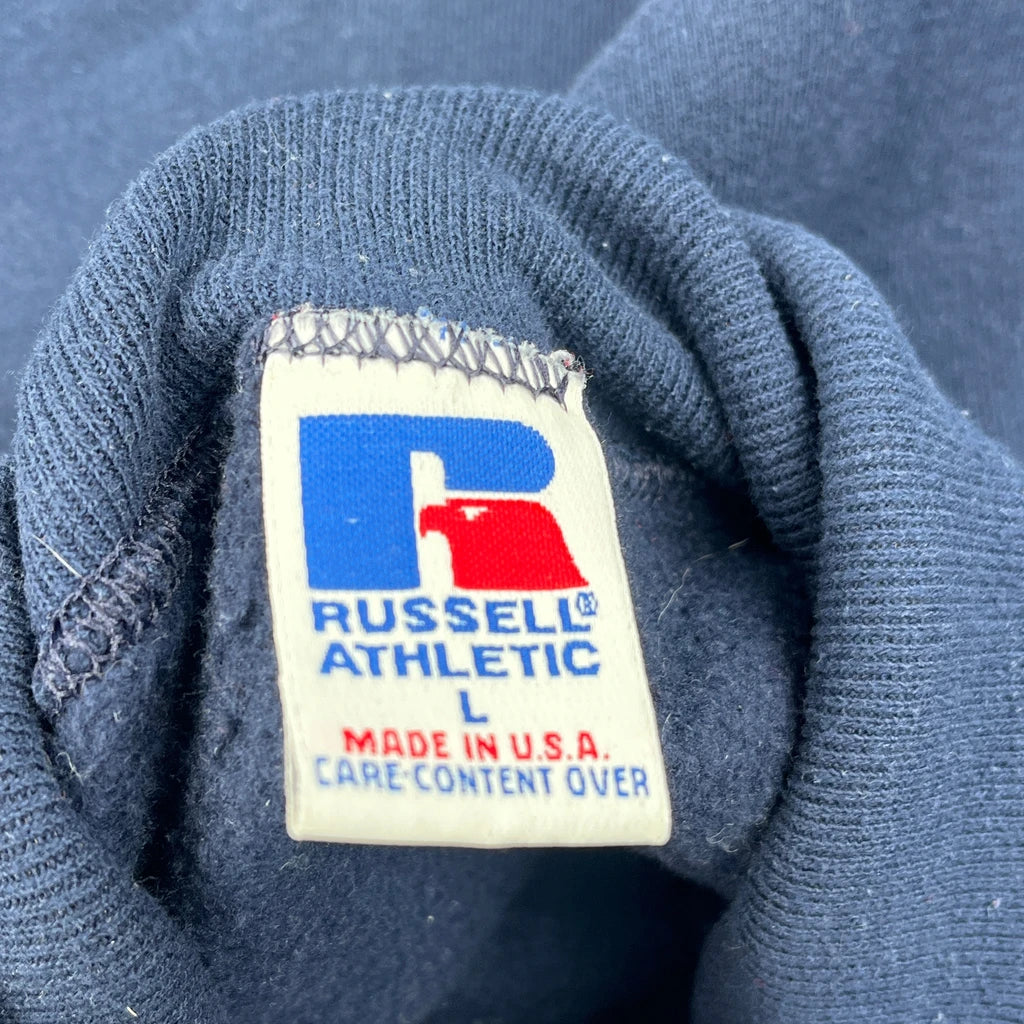 R
RUSSELL®
ATHLETIC
L
MADE IN U.S.A.
CARE-CONTENT OVER